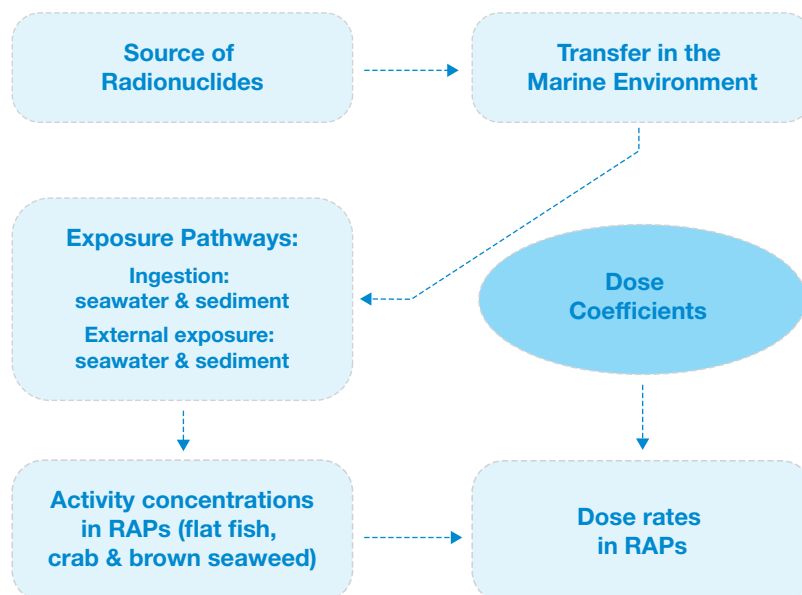 Source of
Radionuclides
Transfer in the
Marine Environment
Exposure Pathways:
Ingestion:
seawater & sediment
External exposure:
seawater & sediment
Dose
Coefficients
Activity concentrations
in RAPs (flat fish,
crab & brown seaweed)
Dose rates
in RAPs